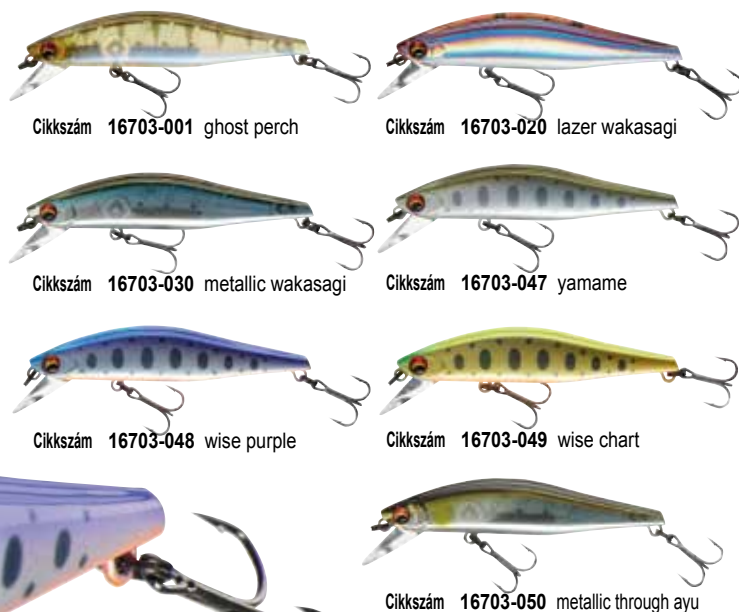 Cikkszám 16703-001 ghost perch
Cikkszám 16703-020 lazer wakasagi
Cikkszám 16703-030 metallic wakasagi
Cikkszám 16703-047 yamame
Cikkszám 16703-048 wise purple
Cikkszám 16703-049 wise chart
Cikkszám 16703-050 metallic through ayu